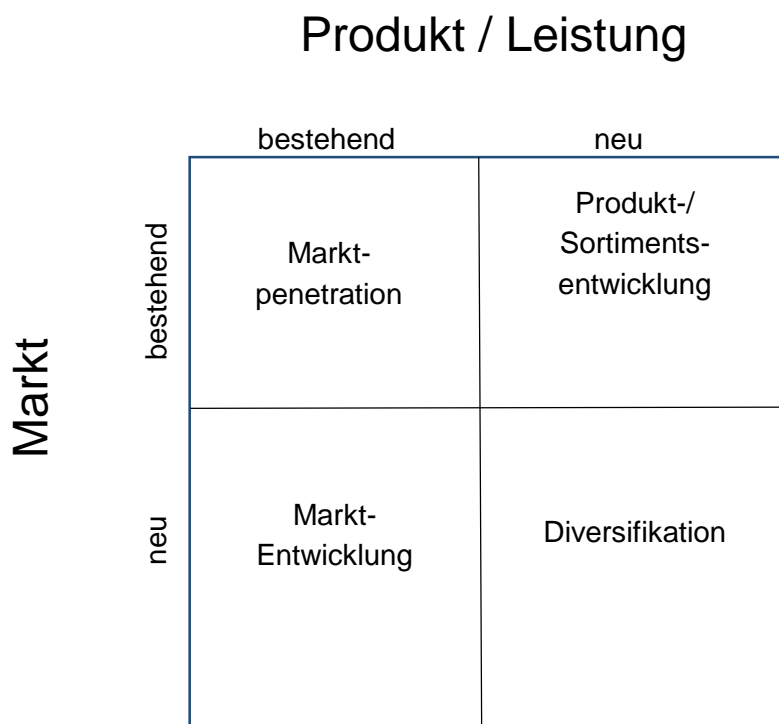 Produkt / Leistung
bestehend
neu
Markt
bestehend
Markt-
penetration
Produkt-/
Sortiments-
entwicklung
neu
Markt-
Entwicklung
Diversifikation